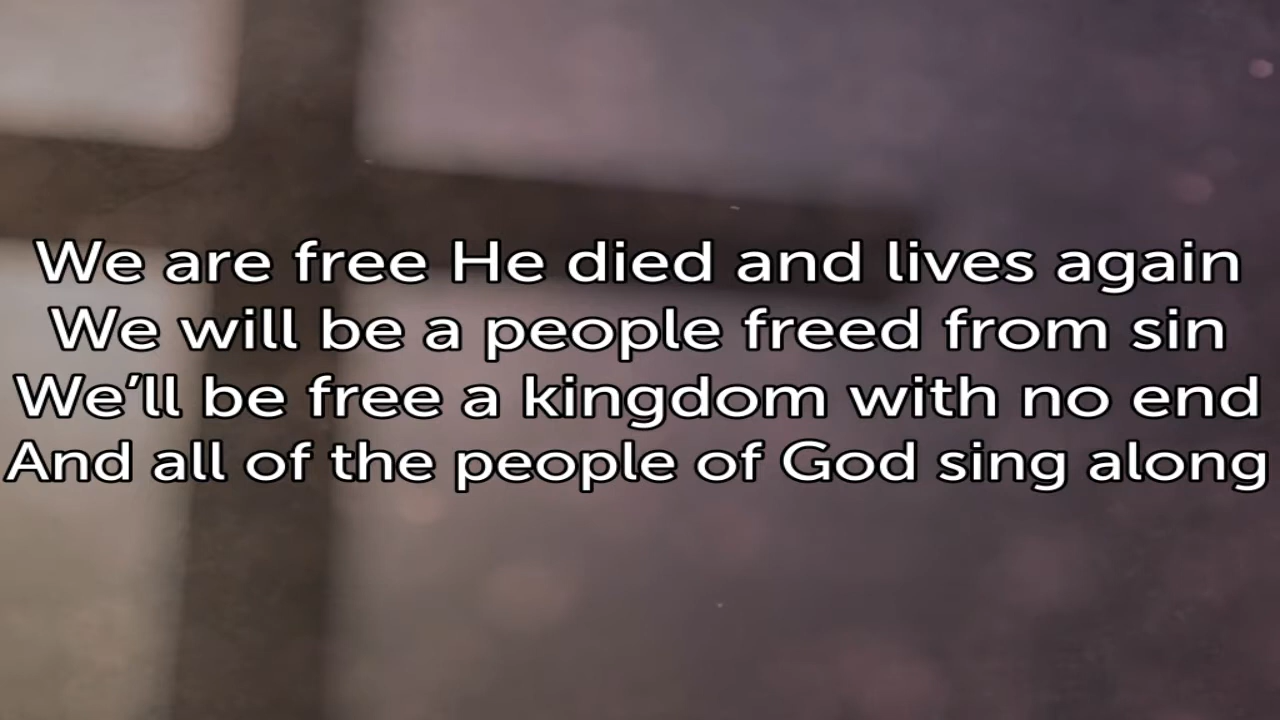 We are free He died and lives again
We will be a people freed from sin
We’ll be free a kingdom with no end
And all of the people of God sing along